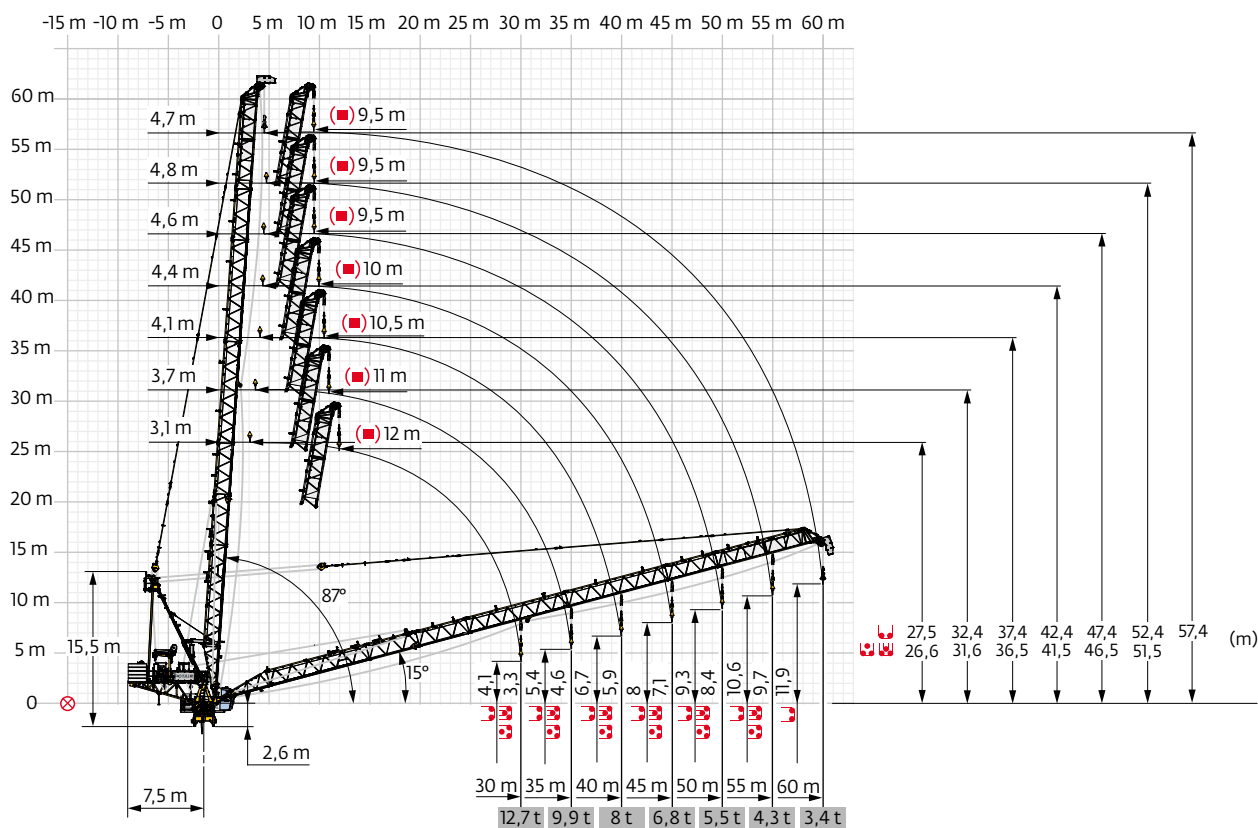 -15 m -10 m -5 m 0 5 m 10 m 15 m 20 m 25 m 30 m 35 m 40 m 45 m 50 m 55 m 60 m
60 m
4,7 m 9,5 m
55 m
4,8 m 9,5 m
50 m
4,6 m 9,5 m
45 m
4,4 m 10 m
40 m
4,1 m 10,5 m
35 m
3,7 m 11 m
30 m
3,1 m 12 m
25 m
20 m
15 m
87°
10 m
15,5 m
5 m
15°
27,5 32,4 37,4 42,4 47,4 52,4 57,4
26,6 31,6 36,5 41,5 46,5 51,5
(m)
4,1 3,3 5,4 4,6 6,7 5,9 8 7,1 9,3 8,4 10,6 9,7 11,9
0
2,6 m
7,5 m
30 m 35 m 40 m 45 m 50 m 55 m 60 m
12,7 t 9,9 t 8 t 6,8 t 5,5 t 4,3 t 3,4 t